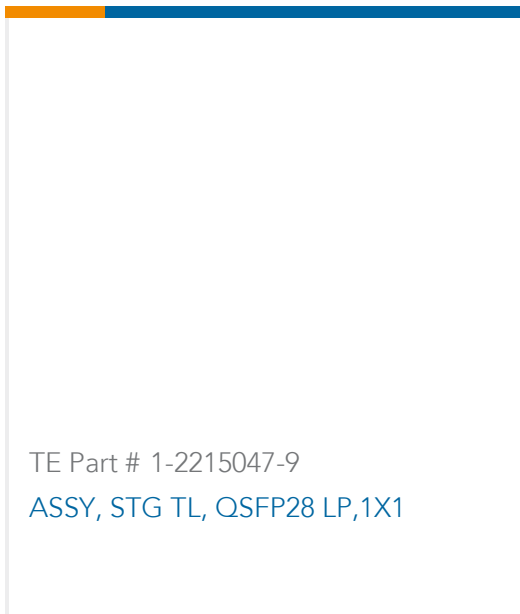 TE Part # 1-2215047-9
ASSY, STG TL, QSFP28 LP,1X1